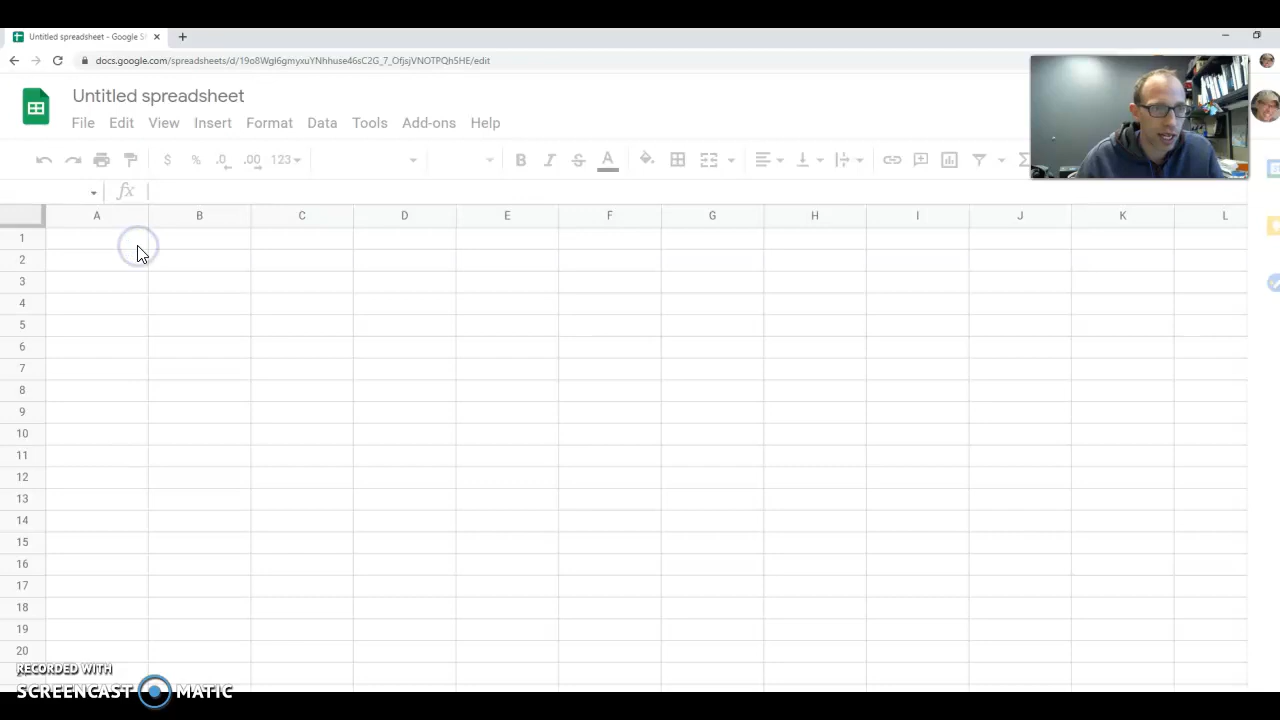 Untitled spreadsheet - Google S
docs.google.com/spreadsheets/d/19o8Wgl6gmyxuYNhhuse46sC2G_7_OfjsjVNOTPQh5HE/edit
Untitled spreadsheet
File Edit View Insert Format Data Tools Add-ons Help
$ % .0 .00 123 B I S A Σ
fx
A B C D E F G H I J K L
1
2
3
4
5
6
7
8
9
10
11
12
13
14
15
16
17
18
19
20
RECORDED WITH
SCREENCAST MATIC